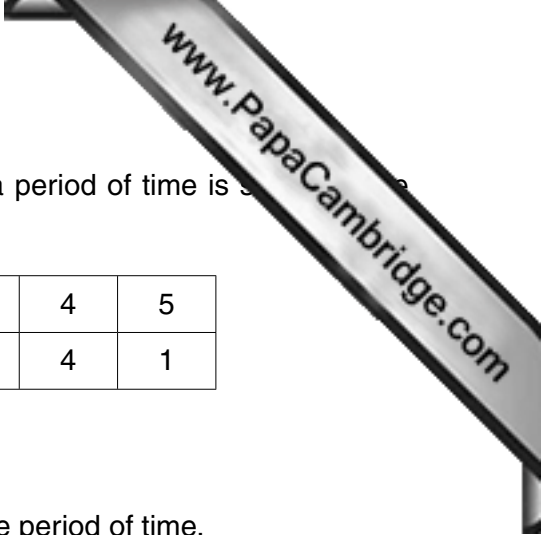 www.PapaCambridge.com
period of time is
4 5
4 1
period of time.